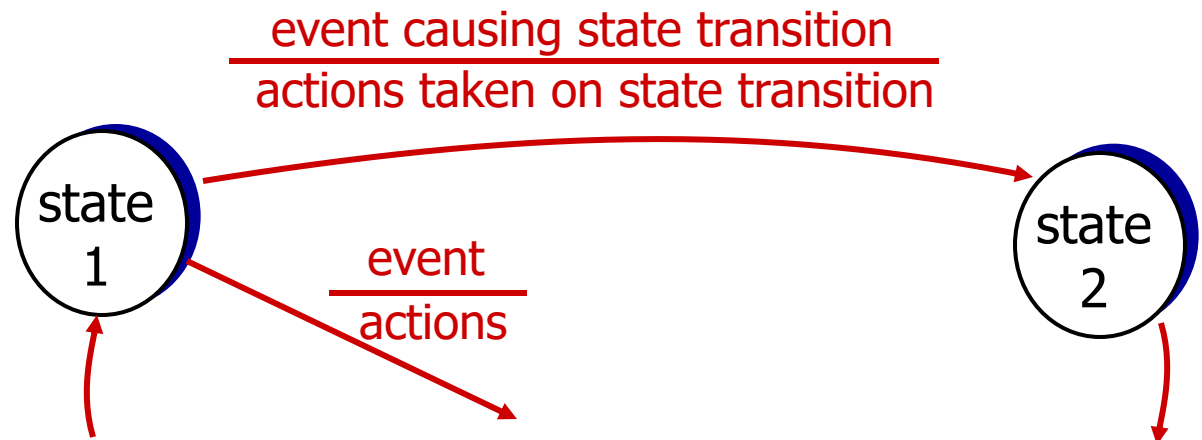 event causing state transition
actions taken on state transition
state
1
event
actions
state
2